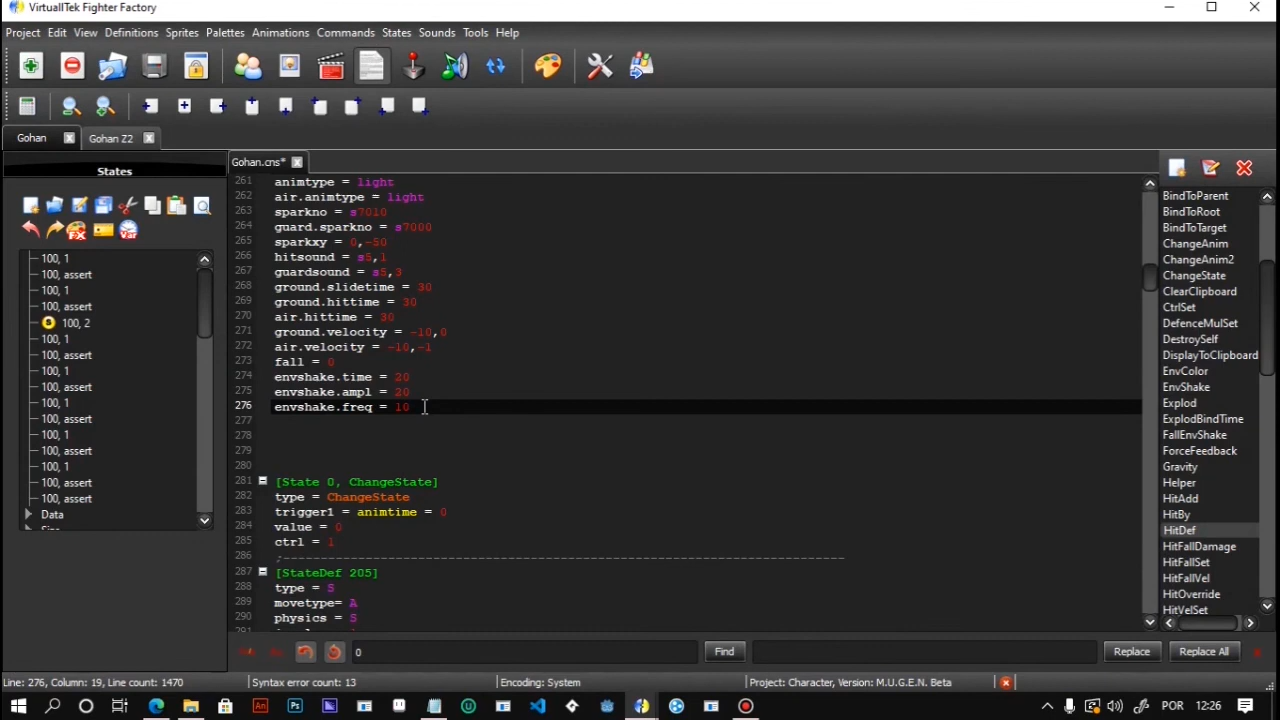 VirtuallTek Fighter Factory
Project Edit View Definitions Sprites Palettes Animations Commands States Sounds Tools Help
Gohan
Gohan Z2
States
100, 1
100, assert
100, 1
100, assert
S 100, 2
100, 1
100, assert
100, 1
100, assert
100, 1
100, assert
100, 1
100, assert
100, 1
100, assert
100, assert
Data
Gohan.cns*
261 animtype = light
262 air.animtype = light
263 sparkno = s7010
264 guard.sparkno = s7000
265 sparkxy = 0,-50
266 hitsound = s5,1
267 guardsound = s5,3
268 ground.slidetime = 30
269 ground.hittime = 30
270 air.hittime = 30
271 ground.velocity = -10,0
272 air.velocity = -10,-1
273 fall = 0
274 envshake.time = 20
275 envshake.ampl = 20
276 envshake.freq = 10
277
278
279
280
281 [State 0, ChangeState]
282 type = ChangeState
283 trigger1 = animtime = 0
284 value = 0
285 ctrl = 1
286 ;---------------------------------------------------------------------------
287 [StateDef 205]
288 type = S
289 movetype= A
290 physics = S
291
BindToParent
BindToRoot
BindToTarget
ChangeAnim
ChangeAnim2
ChangeState
ClearClipboard
CtrlSet
DefenceMulSet
DestroySelf
DisplayToClipboard
EnvColor
EnvShake
Explod
ExplodBindTime
FallEnvShake
ForceFeedback
Gravity
Helper
HitAdd
HitBy
HitDef
HitFallDamage
HitFallSet
HitFallVel
HitOverride
HitVelSet
0
Find
Replace
Replace All
Line: 276, Column: 19, Line count: 1470
Syntax error count: 13
Encoding: System
Project: Character, Version: M.U.G.E.N. Beta
An
Ps
POR
12:26